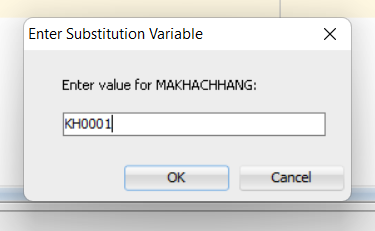 Enter Substitution Variable
Enter value for MAKHACHHANG:
KH0001
OK Cancel